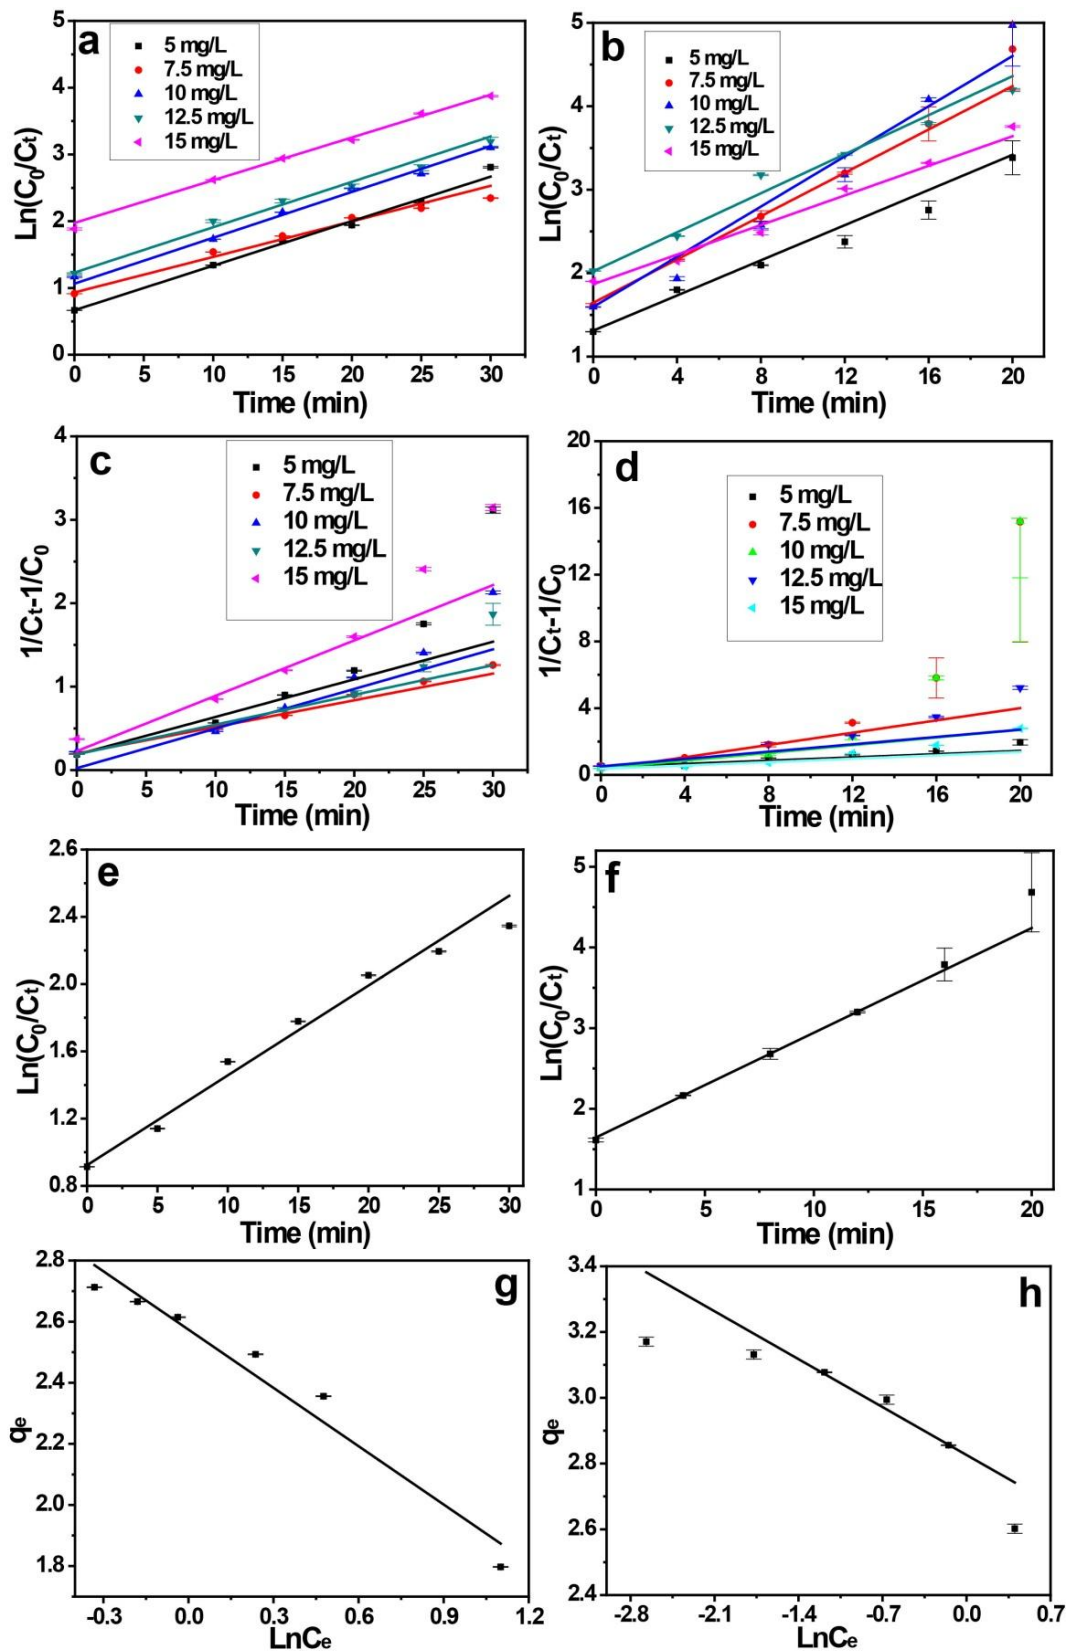 a
5 mg/L
7.5 mg/L
10 mg/L
12.5 mg/L
15 mg/L
Ln(C0/Ct)
5
4
3
2
1
0
0 5 10 15 20 25 30
Time (min)
b
5 mg/L
7.5 mg/L
10 mg/L
12.5 mg/L
15 mg/L
Ln(C0/Ct)
5
4
3
2
1
0 4 8 12 16 20
Time (min)
c
5 mg/L
7.5 mg/L
10 mg/L
12.5 mg/L
15 mg/L
1/Ct-1/C0
4
3
2
1
0
0 5 10 15 20 25 30
Time (min)
d
5 mg/L
7.5 mg/L
10 mg/L
12.5 mg/L
15 mg/L
1/Ct-1/C0
20
16
12
8
4
0
0 4 8 12 16 20
Time (min)
e
Ln(C0/Ct)
2.6
2.4
2.0
1.6
1.2
0.8
0 5 10 15 20 25 30
Time (min)
f
Ln(C0/Ct)
5
4
3
2
1
0 5 10 15 20
Time (min)
g
qe
2.8
2.6
2.4
2.2
2.0
1.8
-0.3 0.0 0.3 0.6 0.9 1.2
LnCe
h
qe
3.4
3.2
3.0
2.8
2.6
2.4
-2.8 -2.1 -1.4 -0.7 0.0 0.7
LnCe